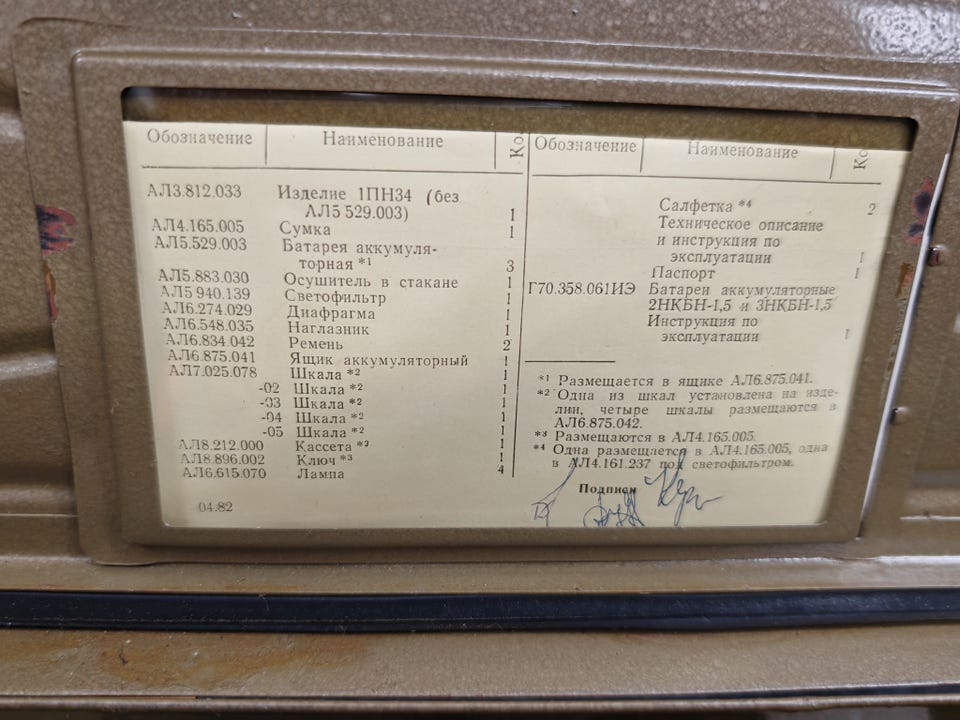 Обозначение Наименование Ко
АЛ3.812.033 Изделие 1ПН34 (без
АЛ5 529.003) 1
АЛ4.165.005 Сумка 1
АЛ5.529.003 Батарея аккумуля-
торная *1 3
АЛ5.883.030 Осушитель в стакане 1
АЛ5 940.139 Светофильтр 1
АЛ6.274.029 Диафрагма 1
АЛ6.548.035 Наглазник 1
АЛ6.834.042 Ремень 2
АЛ6.875.041 Ящик аккумуляторный 1
АЛ7.025.078 Шкала *2 1
-02 Шкала *2 1
-03 Шкала *2 1
-04 Шкала *2 1
-05 Шкала *2 1
АЛ8.212.000 Кассета *3 1
АЛ8.896.002 Ключ *3 1
АЛ6.615.070 Лампа 4
04.82
Обозначение Наименование Ко
Салфетка *4 2
Техническое описание
и инструкция по
эксплуатации 1
Паспорт 1
Г70.358.061ИЭ Батареи аккумуляторные
2НКБН-1,5 и 3НКБН-1,5
Инструкция по
эксплуатации 1
*1 Размещается в ящике АЛ6.875.041.
*2 Одна из шкал установлена на изде-
лии, четыре шкалы размещаются в
АЛ6.875.042.
*3 Размещаются в АЛ4.165.005.
*4 Одна размещается в АЛ4.165.005, одна
в АЛ4.161.237 под светофильтром.
Подписи